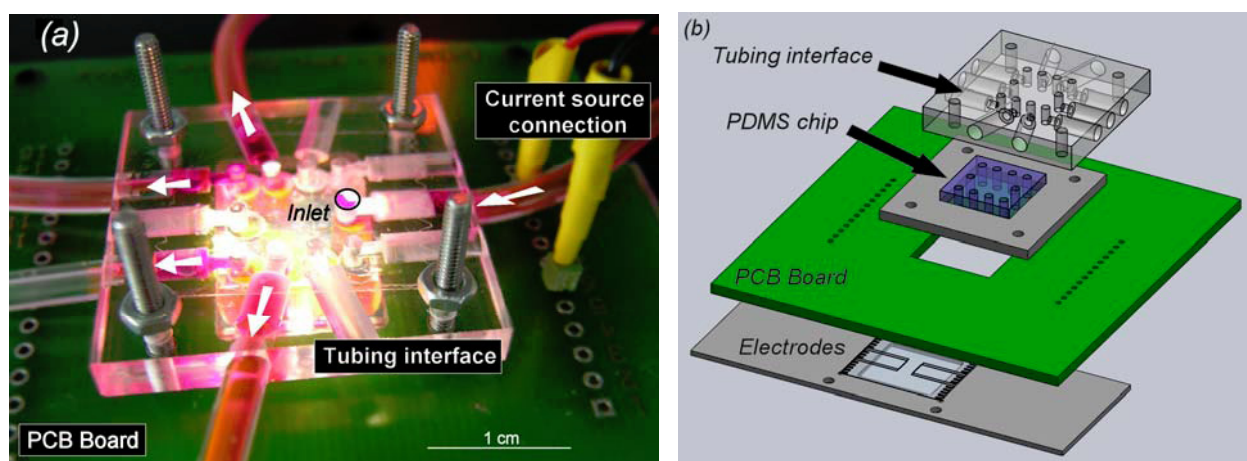 (a)
Current source
connection
Inlet
Tubing interface
PCB Board
1 cm
(b)
Tubing interface
PDMS chip
PCB Board
Electrodes